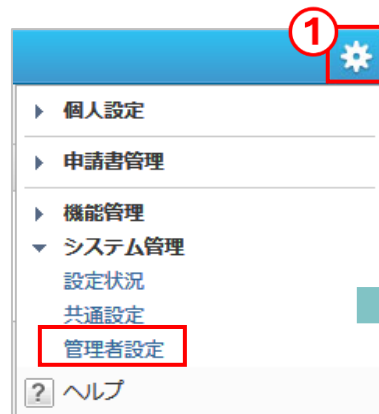 1
個人設定
申請書管理
機能管理
システム管理
設定状況
共通設定
管理者設定
? ヘルプ